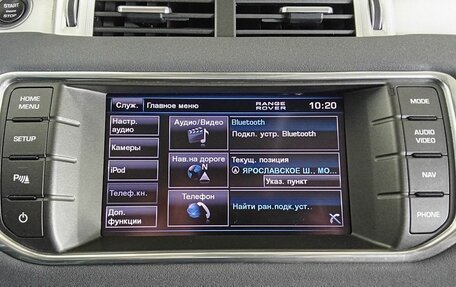 START
STOP
HOME
MENU
SETUP
P
Служ.
Главное меню
RANGE
ROVER
10:20
Настр.
аудио
Камеры
iPod
Телеф.кн.
Доп.
функции
Аудио/Видео
Нав.на дороге
N
Телефон
Bluetooth
Подкл. устр. Bluetooth
Текущ. позиция
ЯРОСЛАВСКОЕ Ш., МО...
Указ. пункт
Найти ран.подк.уст.
MODE
AUDIO
VIDEO
NAV
PHONE